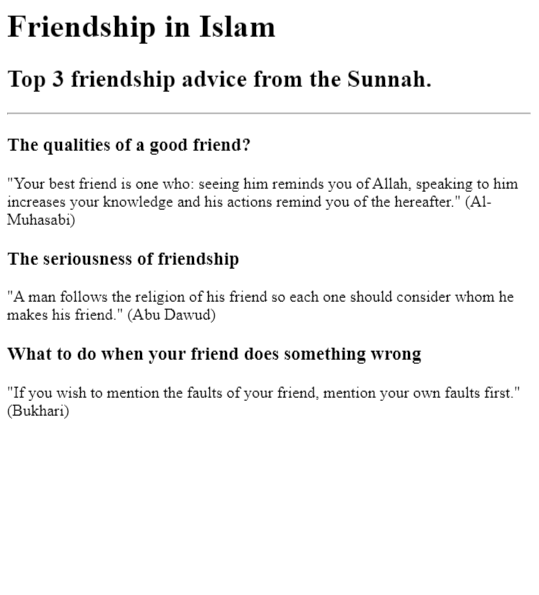 Friendship in Islam
Top 3 friendship advice from the Sunnah.
The qualities of a good friend?
"Your best friend is one who: seeing him reminds you of Allah, speaking to him
increases your knowledge and his actions remind you of the hereafter." (Al-
Muhasabi)
The seriousness of friendship
"A man follows the religion of his friend so each one should consider whom he
makes his friend." (Abu Dawud)
What to do when your friend does something wrong
"If you wish to mention the faults of your friend, mention your own faults first."
(Bukhari)